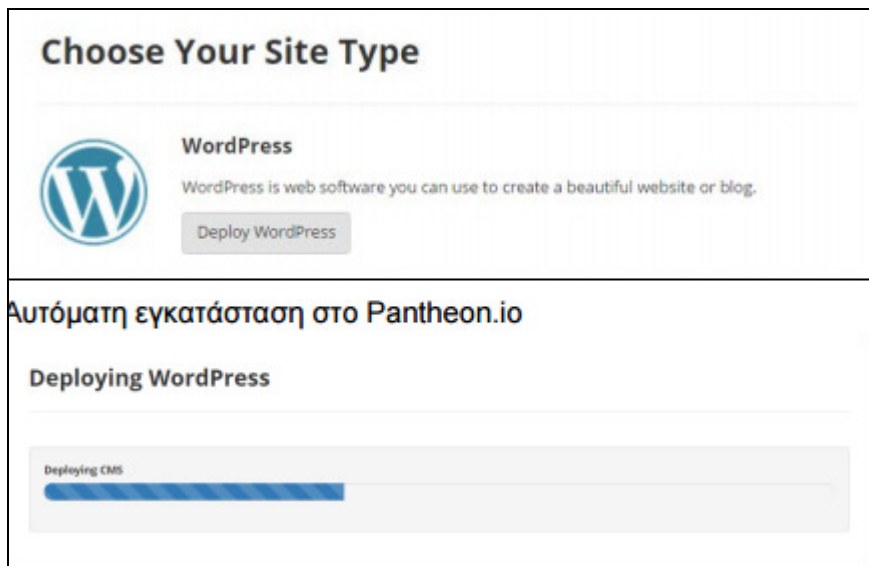 Choose Your Site Type
WordPress
WordPress is web software you can use to create a beautiful website or blog.
Deploy WordPress
Αυτόματη εγκατάσταση στο Pantheon.io
Deploying WordPress
Deploying CMS